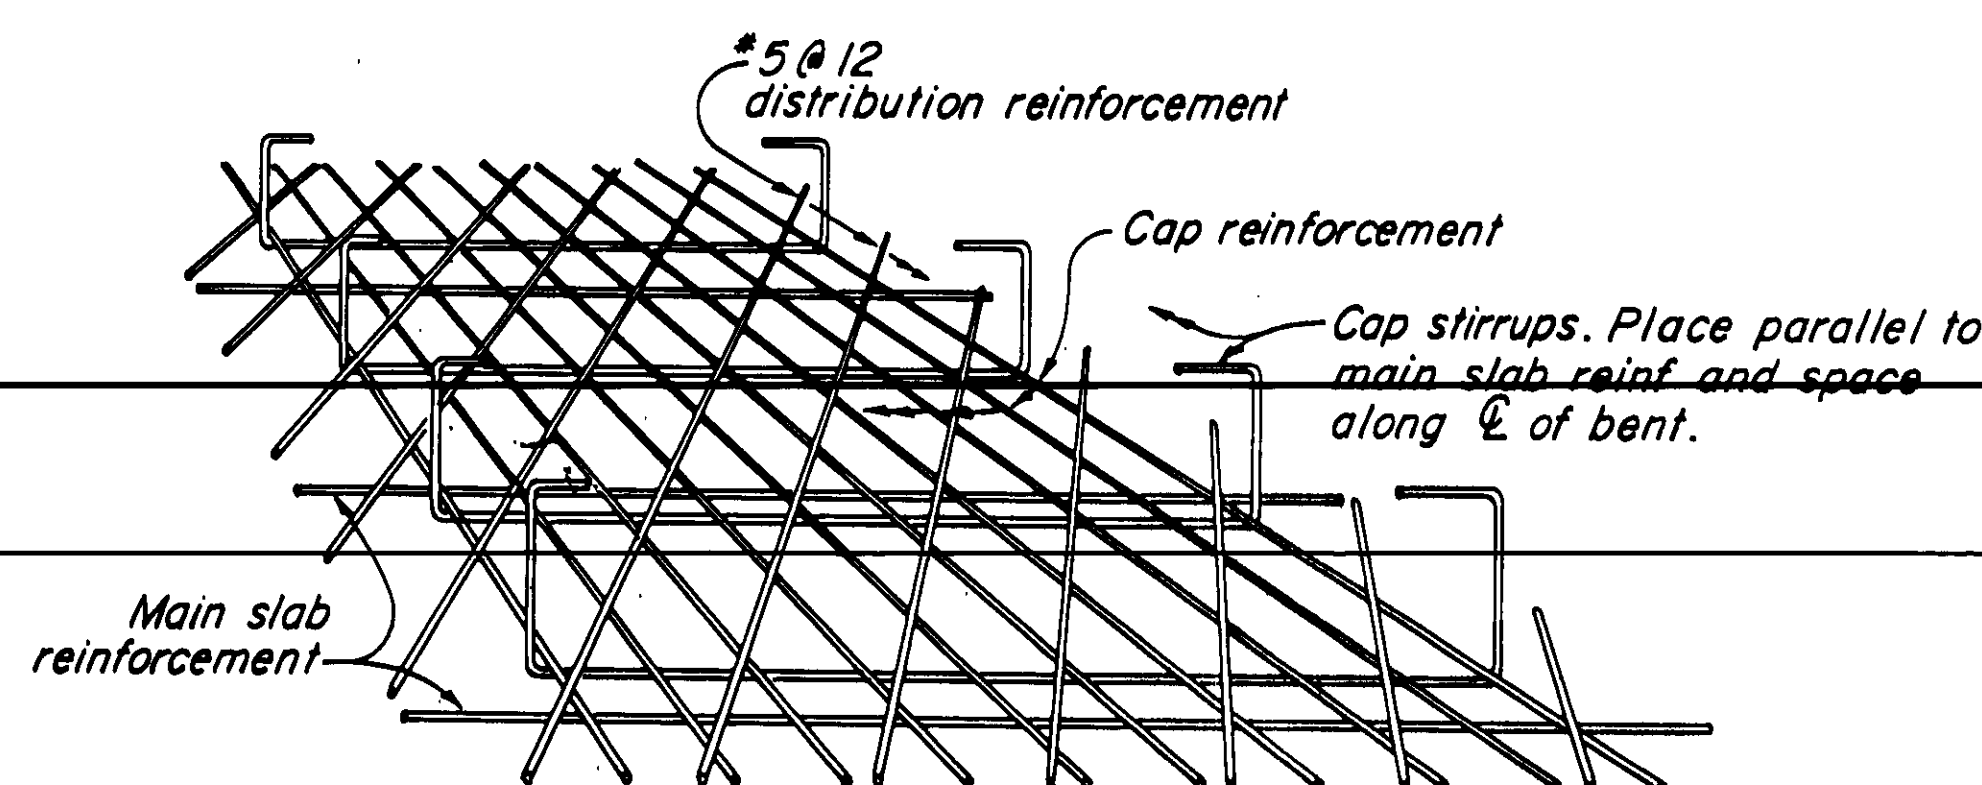 #5 @ 12
distribution reinforcement
Cap reinforcement
Cap stirrups. Place parallel to
main slab reinf and space
along ℄ of bent.
Main slab
reinforcement